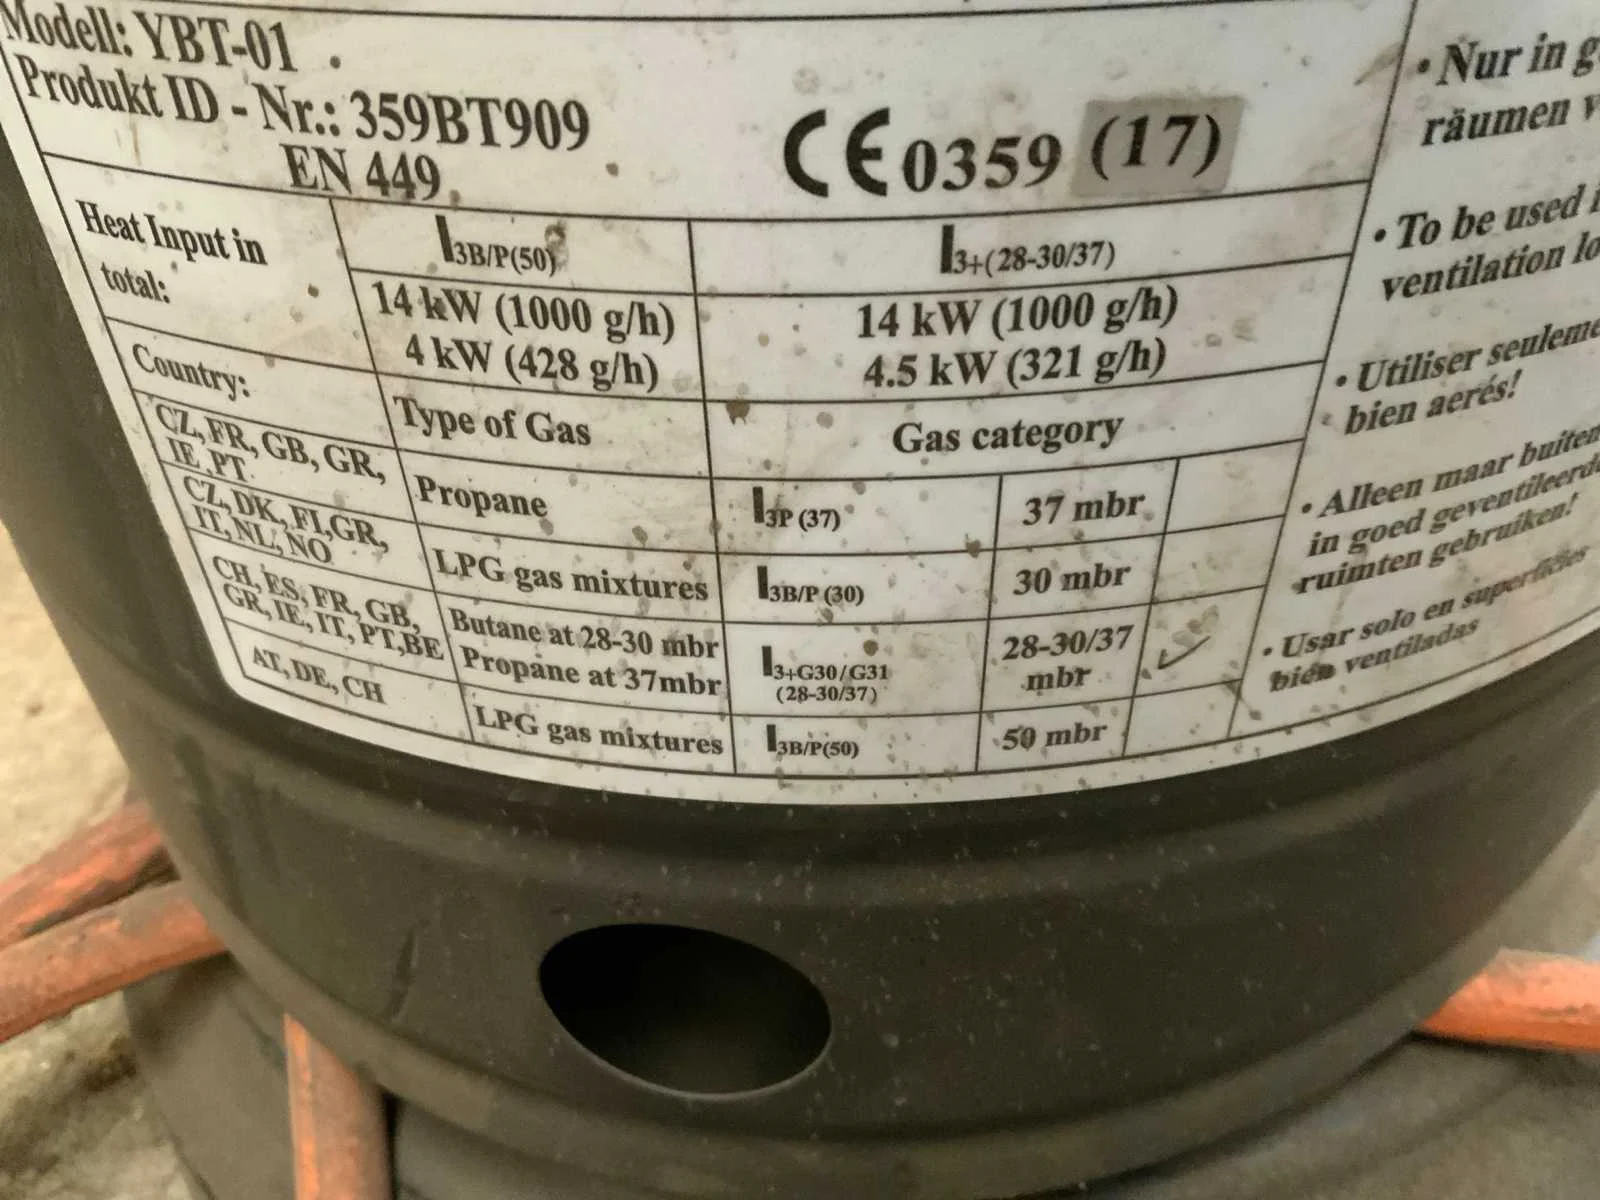 Modell: YBT-01
Produkt ID - Nr.: 359BT909
EN 449
CE 0359 (17)
Heat Input in
total:
I3B/P(50)
I3+(28-30/37)
14 kW (1000 g/h)
4 kW (428 g/h)
14 kW (1000 g/h)
4.5 kW (321 g/h)
Country:
Type of Gas
Gas category
CZ, FR, GB, GR,
IE, PT
Propane
I3P (37)
37 mbr
CZ, DK, FI,GR,
IT, NL, NO
LPG gas mixtures
I3B/P (30)
30 mbr
CH, ES, FR, GB,
GR, IE, IT, PT,BE
Butane at 28-30 mbr
Propane at 37mbr
I3+G30/G31
(28-30/37)
28-30/37
mbr
AT, DE, CH
LPG gas mixtures
I3B/P(50)
50 mbr
• Nur in g
räumen v
• To be used i
ventilation lo
• Utiliser seuleme
bien aerés!
• Alleen maar buiten
in goed geventileerde
ruimten gebruiken!
• Usar solo en superficies
bién ventiladas